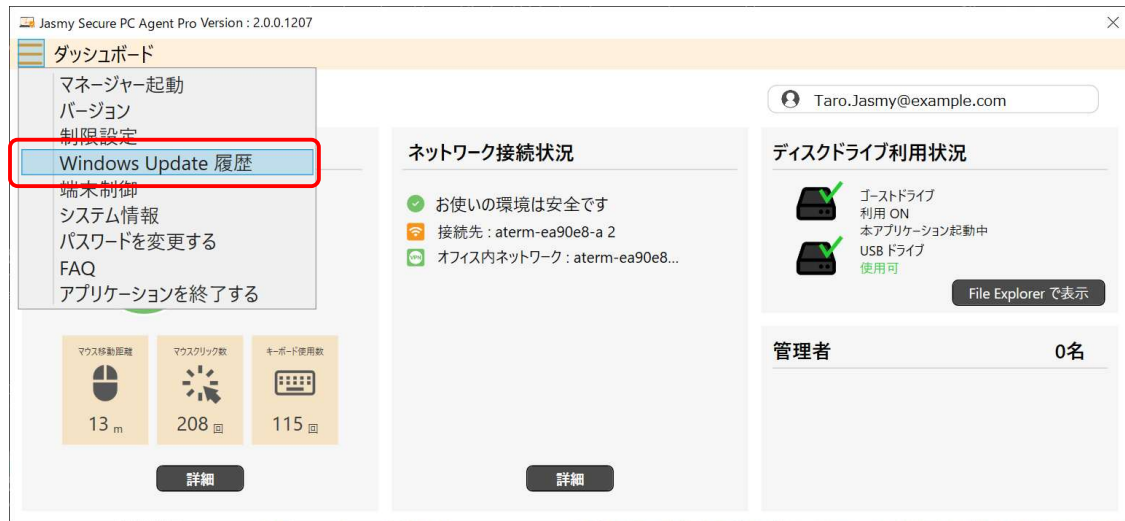 Jasmy Secure PC Agent Pro Version : 2.0.0.1207
ダッシュボード
マネージャー起動
バージョン
制限設定
Windows Update 履歴
端末制御
システム情報
パスワードを変更する
FAQ
アプリケーションを終了する
Taro.Jasmy@example.com
マウス移動距離
13 m
マウスクリック数
208 回
キーボード使用数
115 回
詳細
ネットワーク接続状況
お使いの環境は安全です
接続先 : aterm-ea90e8-a 2
VPN
オフィス内ネットワーク : aterm-ea90e8...
詳細
ディスクドライブ利用状況
ゴーストドライブ
利用 ON
本アプリケーション起動中
USB ドライブ
使用可
File Explorer で表示
管理者
0名